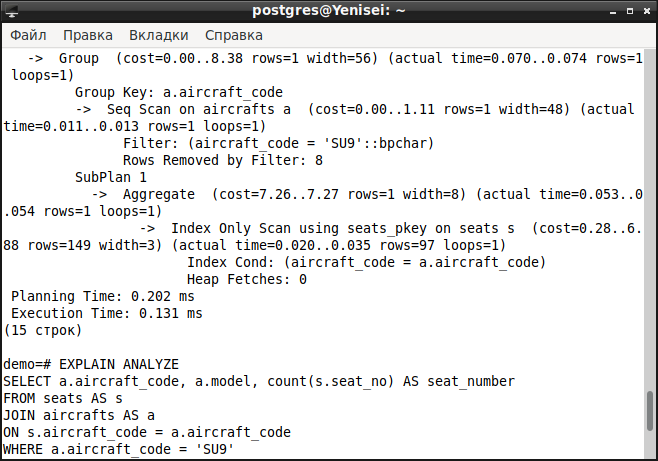 postgres@Yenisei: ~
Файл Правка Вкладки Справка
-> Group (cost=0.00..8.38 rows=1 width=56) (actual time=0.070..0.074 rows=1
loops=1)
Group Key: a.aircraft_code
-> Seq Scan on aircrafts a (cost=0.00..1.11 rows=1 width=48) (actual
time=0.011..0.013 rows=1 loops=1)
Filter: (aircraft_code = 'SU9'::bpchar)
Rows Removed by Filter: 8
SubPlan 1
-> Aggregate (cost=7.26..7.27 rows=1 width=8) (actual time=0.053..0
.054 rows=1 loops=1)
-> Index Only Scan using seats_pkey on seats s (cost=0.28..6.
88 rows=149 width=3) (actual time=0.020..0.035 rows=97 loops=1)
Index Cond: (aircraft_code = a.aircraft_code)
Heap Fetches: 0
Planning Time: 0.202 ms
Execution Time: 0.131 ms
(15 строк)
demo=# EXPLAIN ANALYZE
SELECT a.aircraft_code, a.model, count(s.seat_no) AS seat_number
FROM seats AS s
JOIN aircrafts AS a
ON s.aircraft_code = a.aircraft_code
WHERE a.aircraft_code = 'SU9'